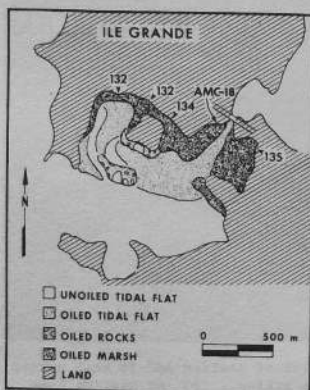 ILE GRANDE
132
132
134
AMC-18
135
N
UNOILED TIDAL FLAT
OILED TIDAL FLAT
OILED ROCKS
OILED MARSH
LAND
0 500 m